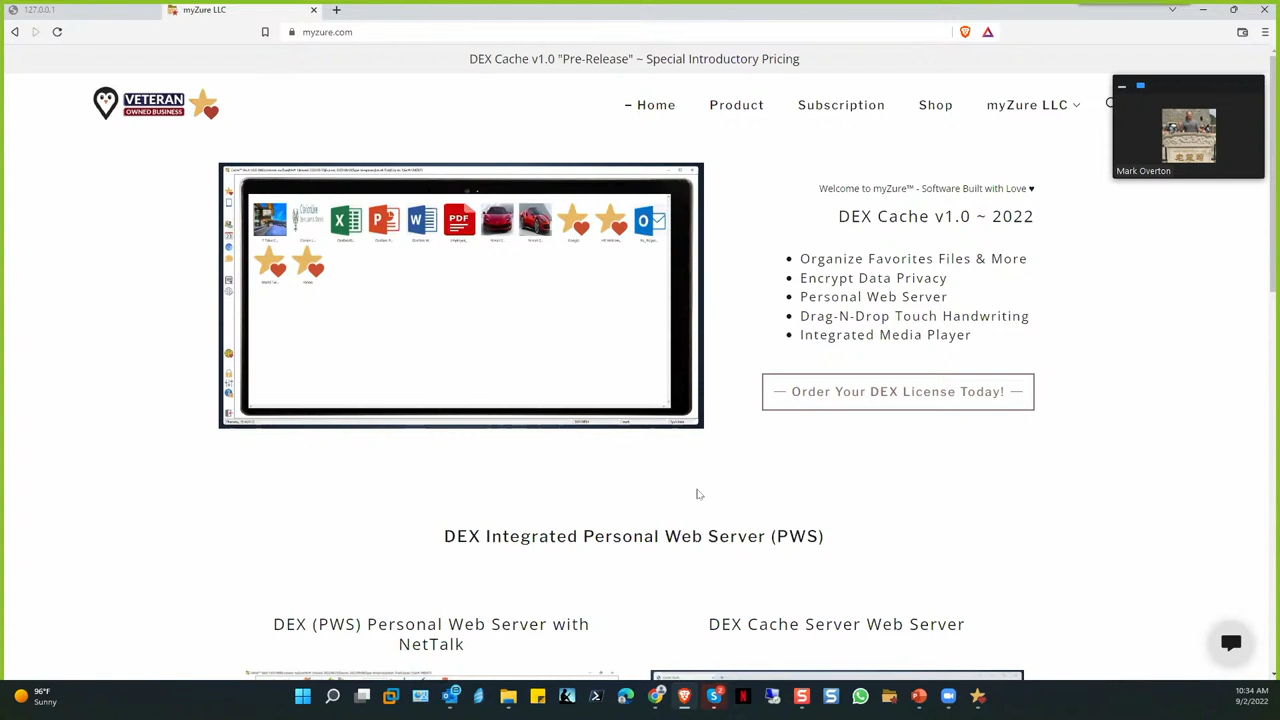 127.0.0.1
myZure LLC
myzure.com
DEX Cache v1.0 "Pre-Release" ~ Special Introductory Pricing
VETERAN
OWNED BUSINESS
Home
Product
Subscription
Shop
myZure LLC
Mark Overton
PDF
Welcome to myZure™ - Software Built with Love ♥
DEX Cache v1.0 ~ 2022
• Organize Favorites Files & More
• Encrypt Data Privacy
• Personal Web Server
• Drag-N-Drop Touch Handwriting
• Integrated Media Player
— Order Your DEX License Today! —
DEX Integrated Personal Web Server (PWS)
DEX (PWS) Personal Web Server with
NetTalk
DEX Cache Server Web Server
96°F
Sunny
10:34 AM
9/2/2022